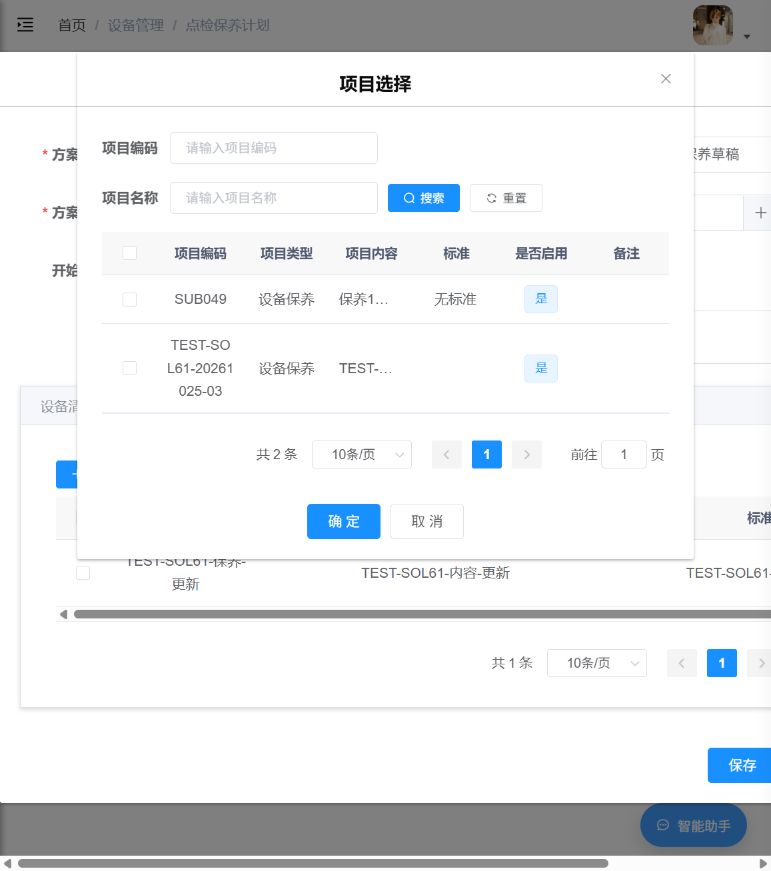 首页 / 设备管理 / 点检保养计划
项目选择
* 方案
项目编码 请输入项目编码
保养草稿
* 方案
项目名称 请输入项目名称 搜索 重置
开始
项目编码 项目类型 项目内容 标准 是否启用 备注
SUB049 设备保养 保养1… 无标准 是
TEST-SO
L61-20261 设备保养 TEST-… 是
025-03
设备清
共 2 条 10条/页 1 前往 1 页
确 定 取 消
标准
TEST-SOL61-保养-
更新 TEST-SOL61-内容-更新 TEST-SOL61-
共 1 条 10条/页 1
保存
智能助手